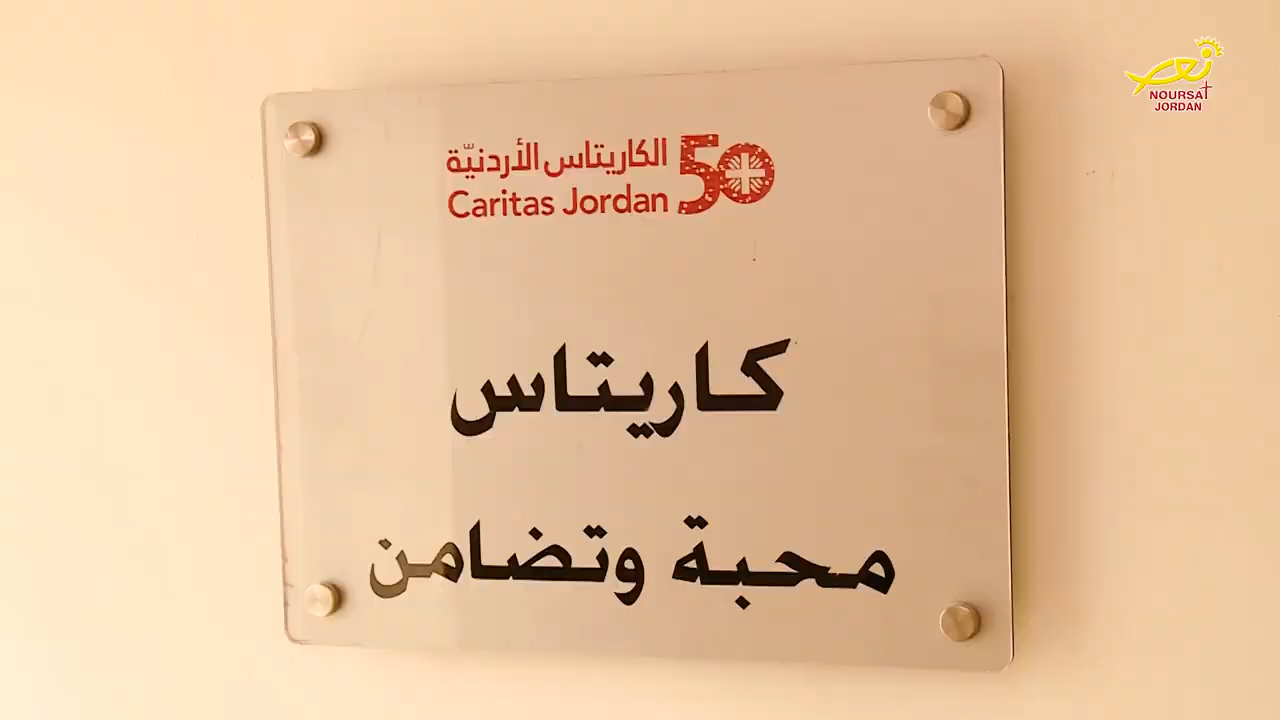 الكاريتاس الأردنيّة
Caritas Jordan
50
كاريتاس
محبة وتضامن
NOURSAT
JORDAN